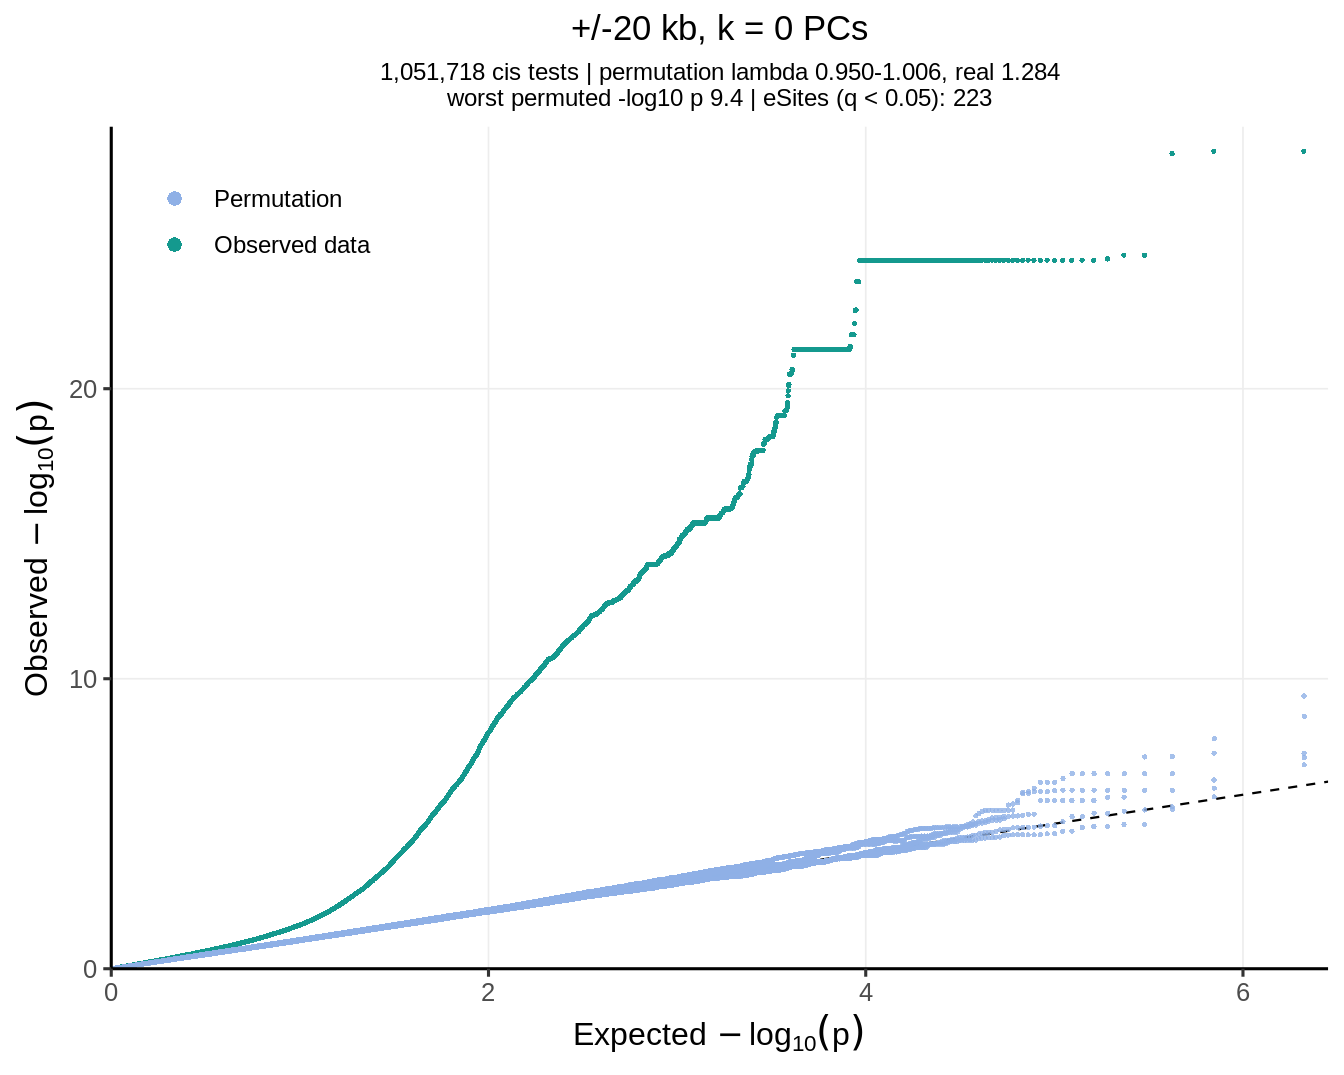 +/-20 kb, k = 0 PCs
1,051,718 cis tests | permutation lambda 0.950-1.006, real 1.284
worst permuted -log10 p 9.4 | eSites (q < 0.05): 223
Permutation
Observed data
Observed −log10(p)
20
10
0
0 2 4 6
Expected −log10(p)